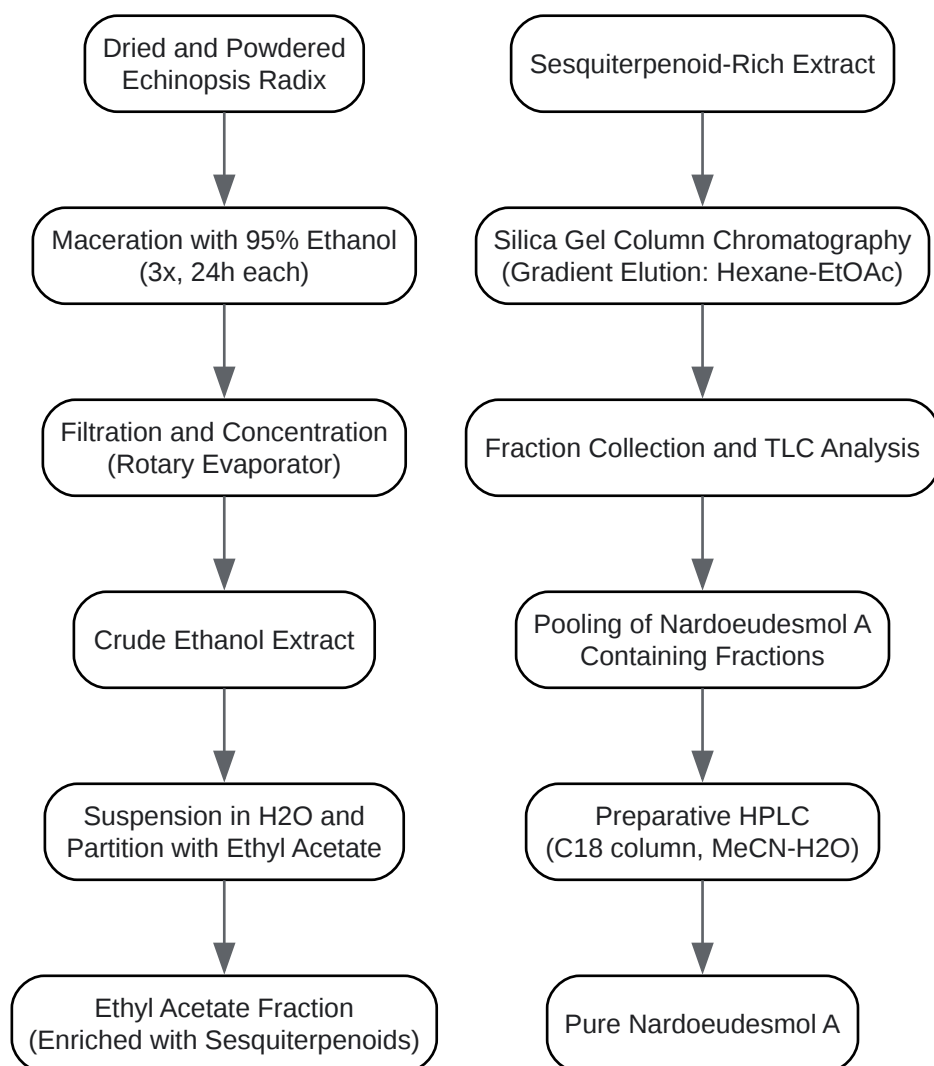 Dried and Powdered
Echinopsis Radix
Maceration with 95% Ethanol
(3x, 24h each)
Filtration and Concentration
(Rotary Evaporator)
Crude Ethanol Extract
Suspension in H2O and
Partition with Ethyl Acetate
Ethyl Acetate Fraction
(Enriched with Sesquiterpenoids)
Sesquiterpenoid-Rich Extract
Silica Gel Column Chromatography
(Gradient Elution: Hexane-EtOAc)
Fraction Collection and TLC Analysis
Pooling of Nardoeudesmol A
Containing Fractions
Preparative HPLC
(C18 column, MeCN-H2O)
Pure Nardoeudesmol A